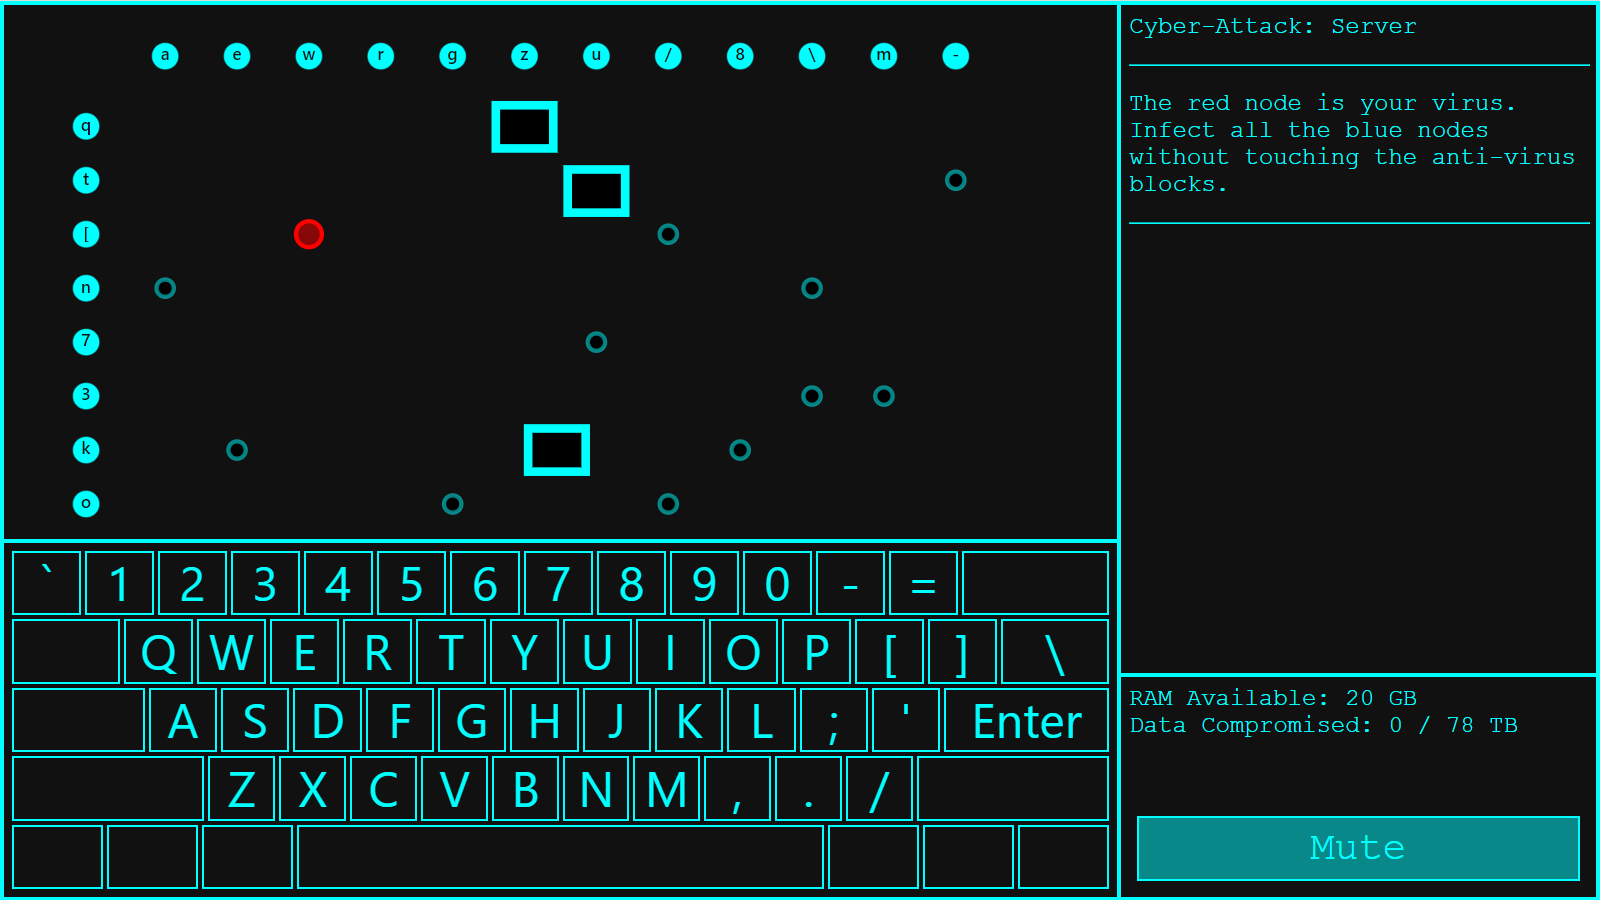 a e w r g z u / 8 \ m -
q
t
[
n
7
3
k
o
Cyber-Attack: Server
The red node is your virus.
Infect all the blue nodes
without touching the anti-virus
blocks.
` 1 2 3 4 5 6 7 8 9 0 - =
Q W E R T Y U I O P [ ] \
A S D F G H J K L ; ' Enter
Z X C V B N M , . /
RAM Available: 20 GB
Data Compromised: 0 / 78 TB
Mute